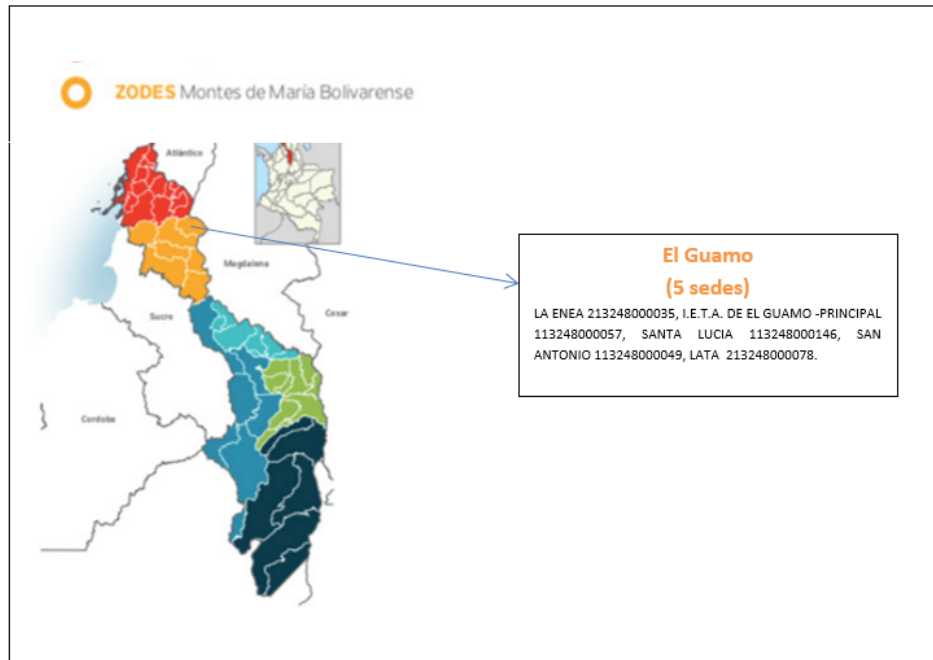 ZODES Montes de María Bolivarense
Atlántico
Magdalena
Sucre
Cesar
Cordoba
El Guamo
(5 sedes)
LA ENEA 213248000035, I.E.T.A. DE EL GUAMO -PRINCIPAL
113248000057, SANTA LUCIA 113248000146, SAN
ANTONIO 113248000049, LATA 213248000078.